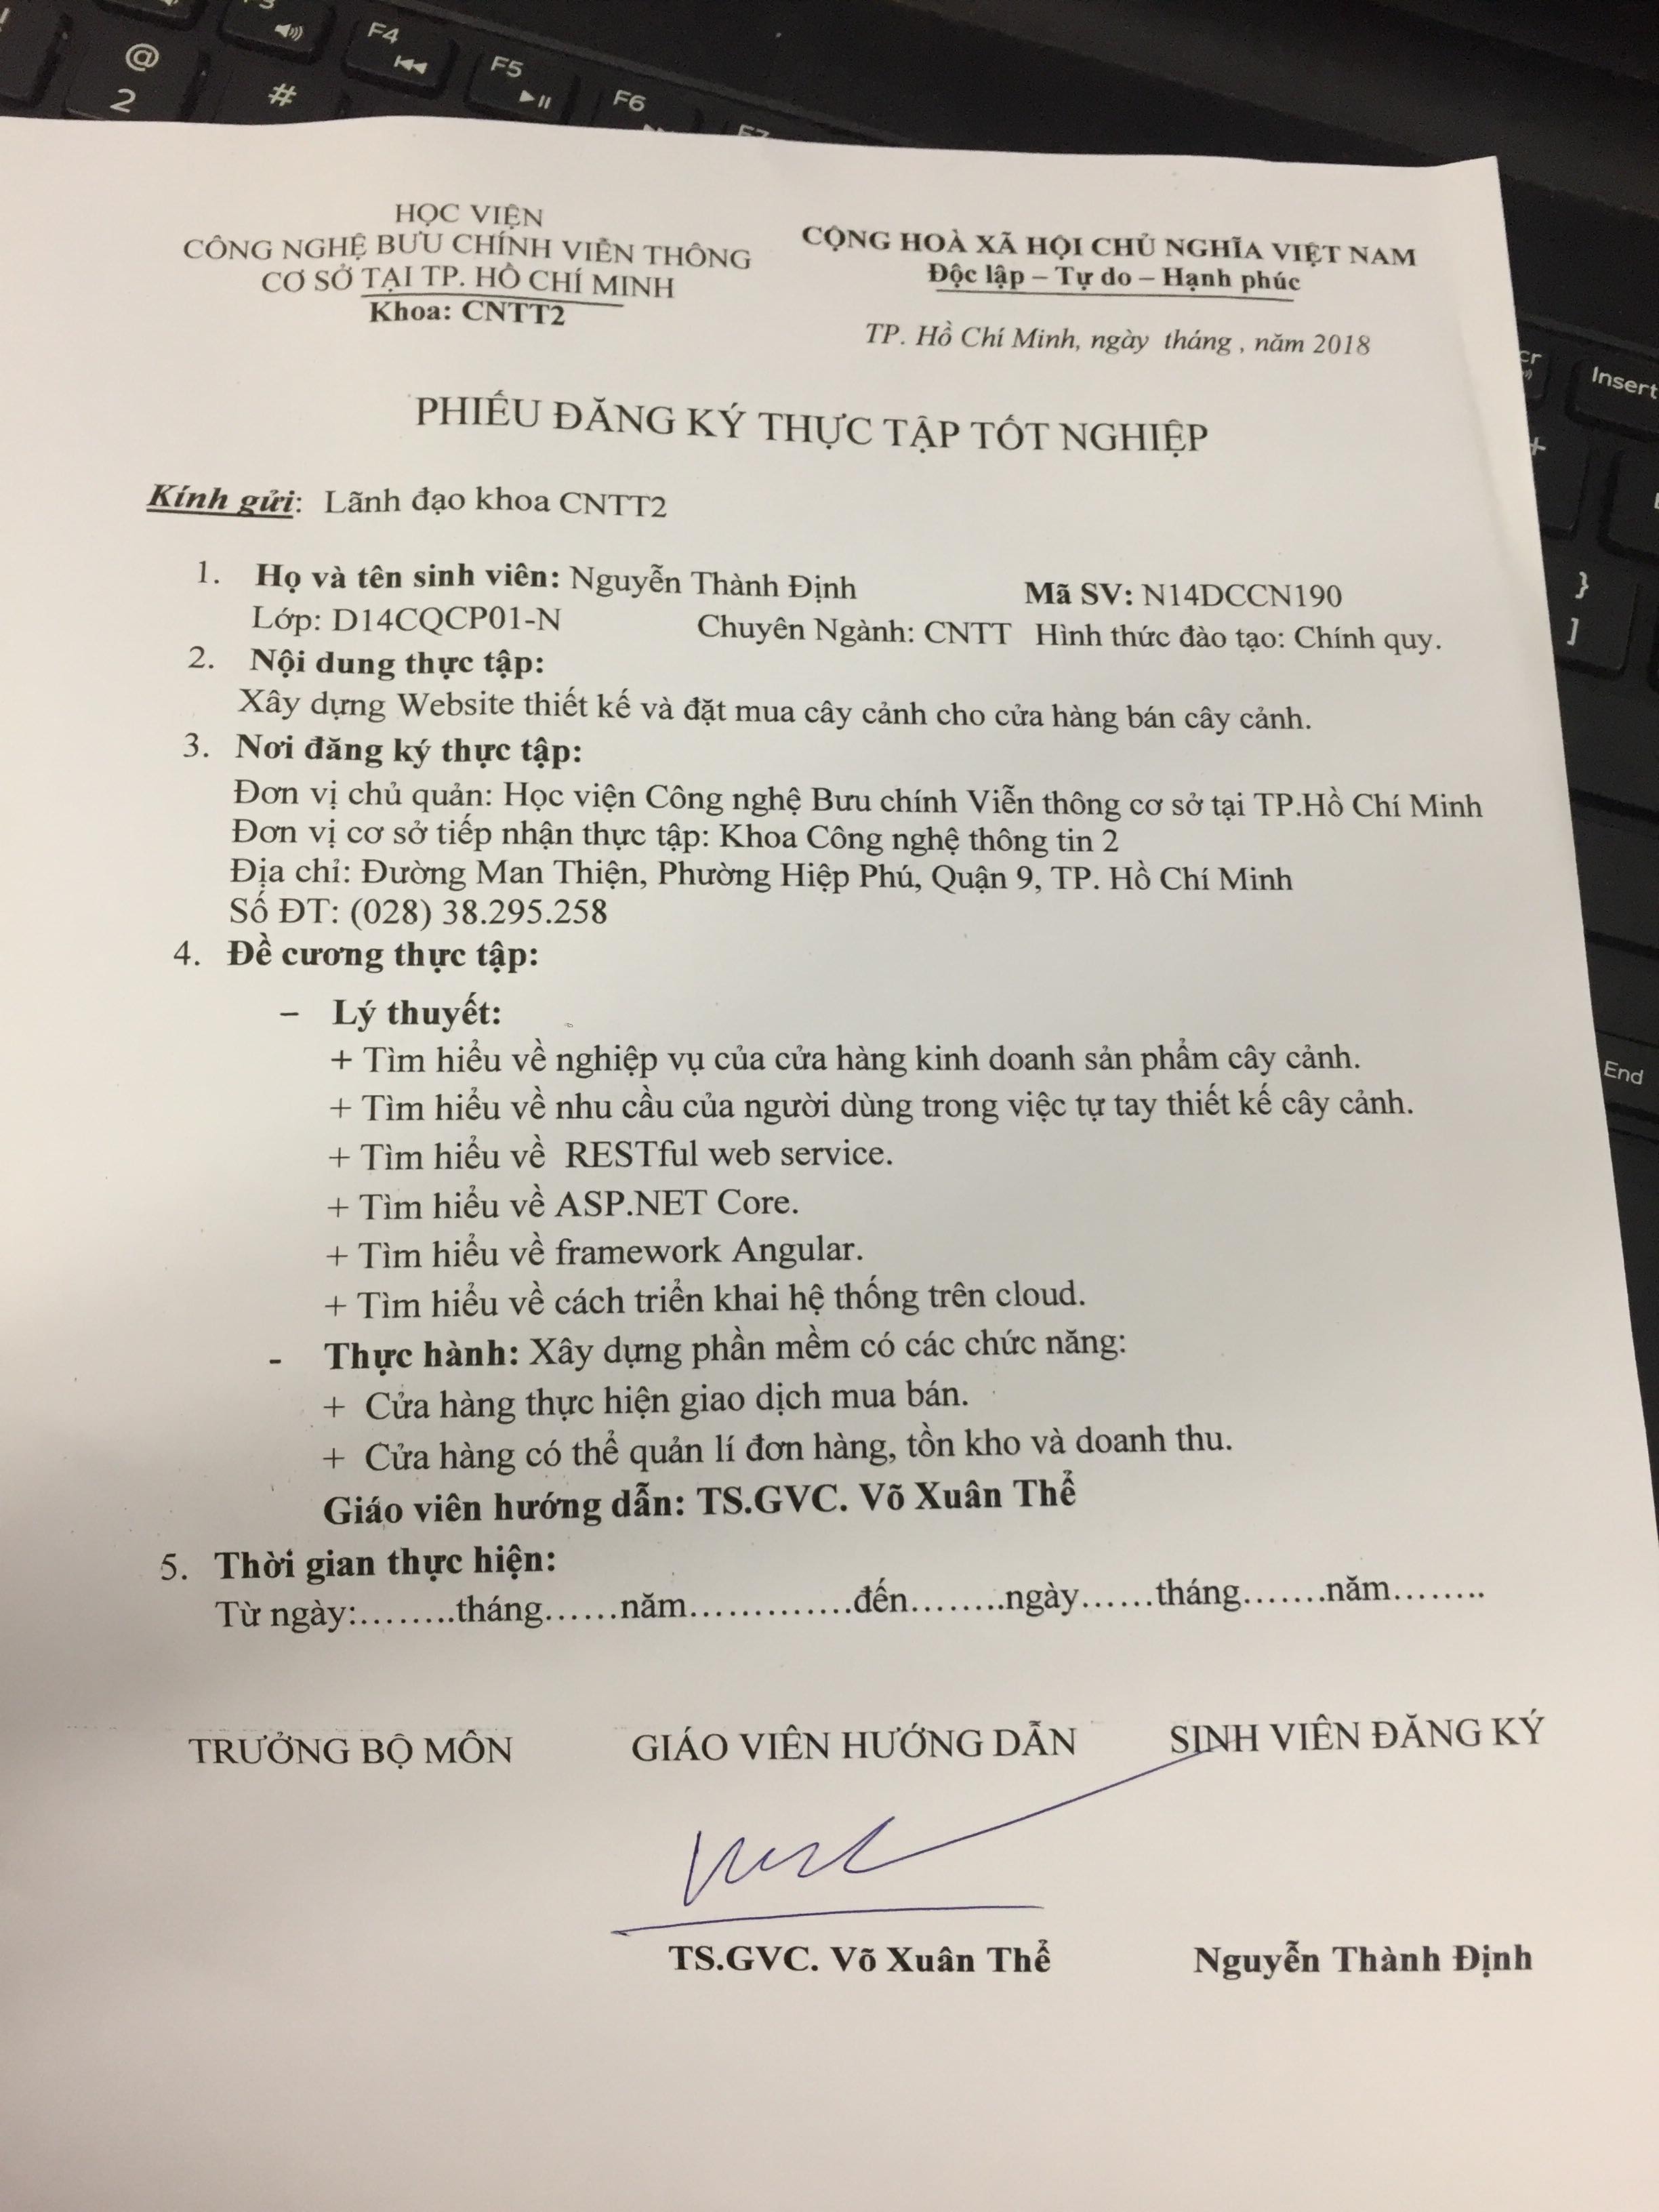 F3
F4
F5
F6
F7
@
2
#
Insert
}
]
+
End
HỌC VIỆN
CÔNG NGHỆ BƯU CHÍNH VIỄN THÔNG
CƠ SỞ TẠI TP. HỒ CHÍ MINH
Khoa: CNTT2
CỘNG HOÀ XÃ HỘI CHỦ NGHĨA VIỆT NAM
Độc lập – Tự do – Hạnh phúc
TP. Hồ Chí Minh, ngày tháng , năm 2018
PHIẾU ĐĂNG KÝ THỰC TẬP TỐT NGHIỆP
Kính gửi: Lãnh đạo khoa CNTT2
1. Họ và tên sinh viên: Nguyễn Thành Định Mã SV: N14DCCN190
Lớp: D14CQCP01-N Chuyên Ngành: CNTT Hình thức đào tạo: Chính quy.
2. Nội dung thực tập:
Xây dựng Website thiết kế và đặt mua cây cảnh cho cửa hàng bán cây cảnh.
3. Nơi đăng ký thực tập:
Đơn vị chủ quản: Học viện Công nghệ Bưu chính Viễn thông cơ sở tại TP.Hồ Chí Minh
Đơn vị cơ sở tiếp nhận thực tập: Khoa Công nghệ thông tin 2
Địa chỉ: Đường Man Thiện, Phường Hiệp Phú, Quận 9, TP. Hồ Chí Minh
Số ĐT: (028) 38.295.258
4. Đề cương thực tập:
– Lý thuyết:
+ Tìm hiểu về nghiệp vụ của cửa hàng kinh doanh sản phẩm cây cảnh.
+ Tìm hiểu về nhu cầu của người dùng trong việc tự tay thiết kế cây cảnh.
+ Tìm hiểu về RESTful web service.
+ Tìm hiểu về ASP.NET Core.
+ Tìm hiểu về framework Angular.
+ Tìm hiểu về cách triển khai hệ thống trên cloud.
- Thực hành: Xây dựng phần mềm có các chức năng:
+ Cửa hàng thực hiện giao dịch mua bán.
+ Cửa hàng có thể quản lí đơn hàng, tồn kho và doanh thu.
Giáo viên hướng dẫn: TS.GVC. Võ Xuân Thể
5. Thời gian thực hiện:
Từ ngày:........tháng......năm.............đến........ngày......tháng.......năm........
TRƯỞNG BỘ MÔN GIÁO VIÊN HƯỚNG DẪN SINH VIÊN ĐĂNG KÝ
TS.GVC. Võ Xuân Thể Nguyễn Thành Định